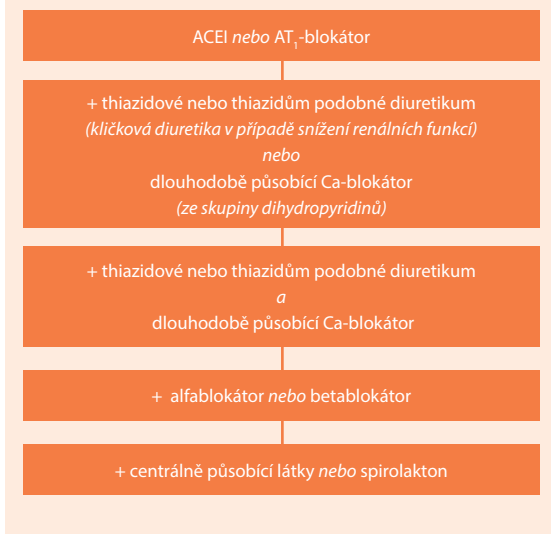 ACEI nebo AT1-blokátor
+ thiazidové nebo thiazidům podobné diuretikum
(kličková diuretika v případě snížení renálních funkcí)
nebo
dlouhodobě působící Ca-blokátor
(ze skupiny dihydropyridinů)
+ thiazidové nebo thiazidům podobné diuretikum
a
dlouhodobě působící Ca-blokátor
+ alfablokátor nebo betablokátor
+ centrálně působící látky nebo spirolakton